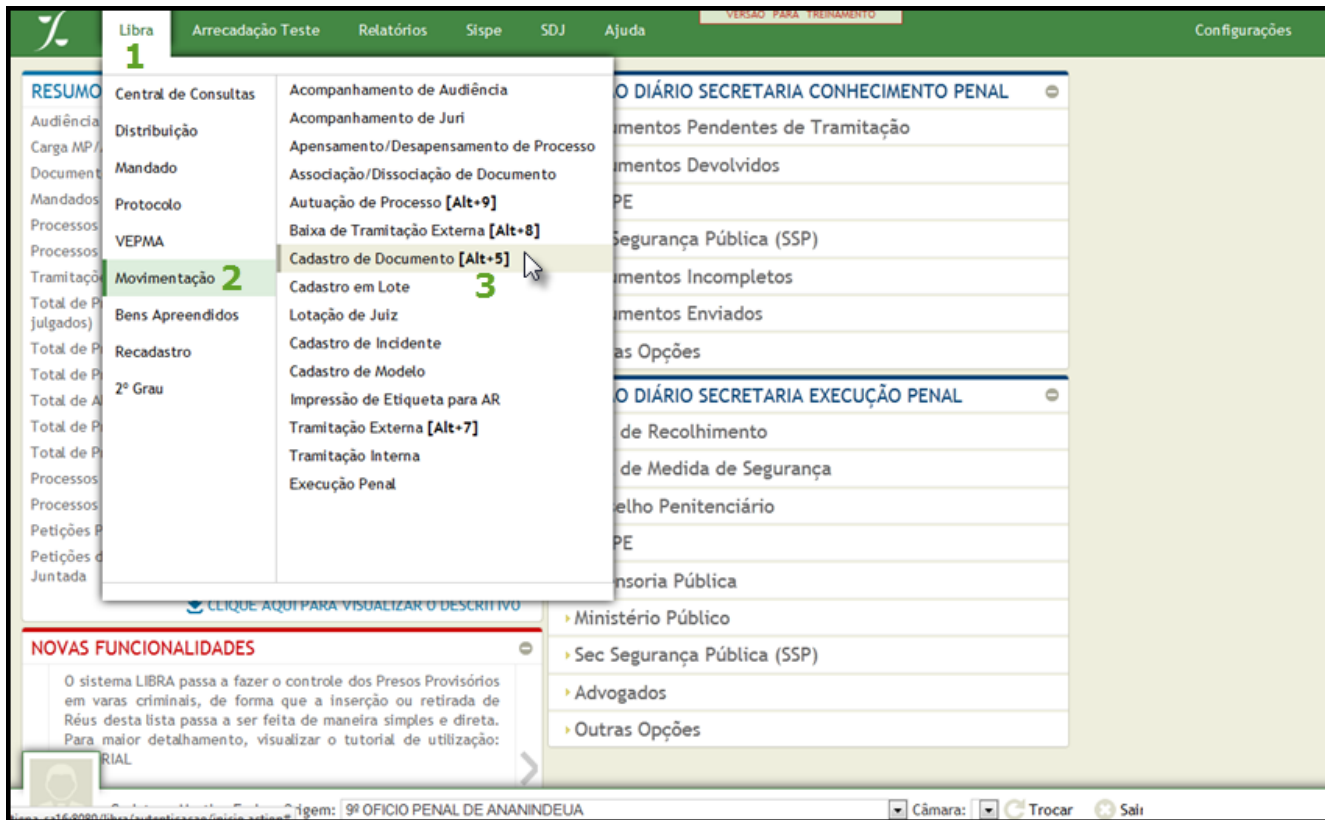 VERSÃO PARA TREINAMENTO
Libra Arrecadação Teste Relatórios Sispe SDJ Ajuda Configurações
1
Central de Consultas
Distribuição
Mandado
Protocolo
VEPMA
Movimentação 2
Bens Apreendidos
Recadastro
2º Grau
Acompanhamento de Audiência
Acompanhamento de Juri
Apensamento/Desapensamento de Processo
Associação/Dissociação de Documento
Autuação de Processo [Alt+9]
Baixa de Tramitação Externa [Alt+8]
Cadastro de Documento [Alt+5]
3
Cadastro em Lote
Lotação de Juiz
Cadastro de Incidente
Cadastro de Modelo
Impressão de Etiqueta para AR
Tramitação Externa [Alt+7]
Tramitação Interna
Execução Penal
RESUMO
Audiência
Carga MP/
Document
Mandados
Processos
Processos
Tramitaçõ
Total de P
julgados)
Total de P
Total de P
Total de A
Total de P
Total de P
Processos
Processos
Petições P
Petições d
Juntada
CLIQUE AQUI PARA VISUALIZAR O DESCRITIVO
NOVAS FUNCIONALIDADES
O sistema LIBRA passa a fazer o controle dos Presos Provisórios
em varas criminais, de forma que a inserção ou retirada de
Réus desta lista passa a ser feita de maneira simples e direta.
Para maior detalhamento, visualizar o tutorial de utilização:
RIAL
O DIÁRIO SECRETARIA CONHECIMENTO PENAL
umentos Pendentes de Tramitação
umentos Devolvidos
PE
Segurança Pública (SSP)
umentos Incompletos
umentos Enviados
as Opções
O DIÁRIO SECRETARIA EXECUÇÃO PENAL
de Recolhimento
de Medida de Segurança
elho Penitenciário
PE
ensoria Pública
Ministério Público
Sec Segurança Pública (SSP)
Advogados
Outras Opções
igem: 9º OFICIO PENAL DE ANANINDEUA Câmara: Trocar Sair